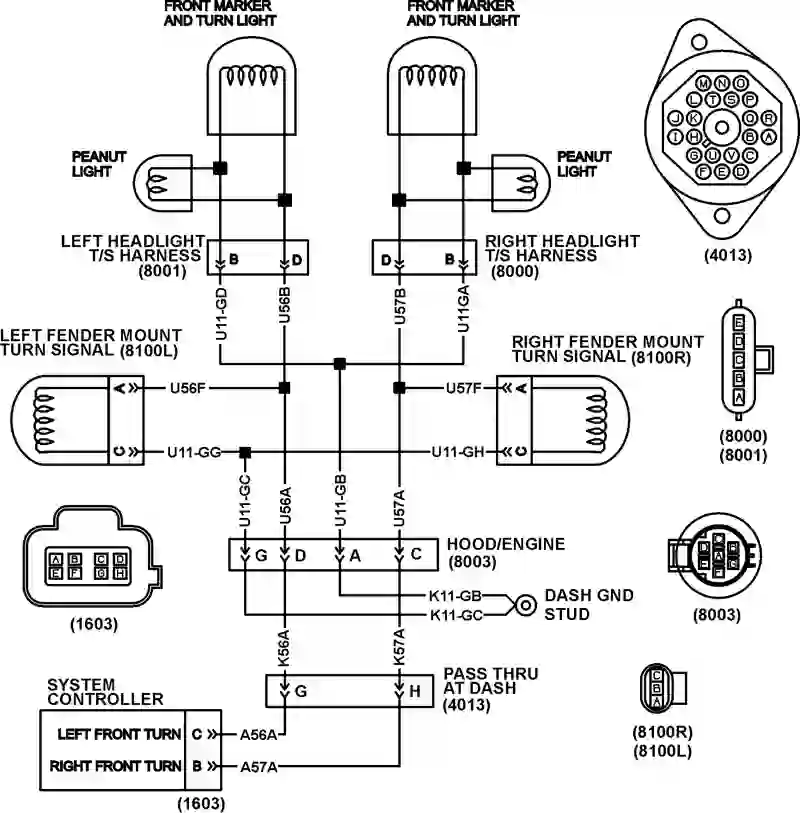 FRONT MARKER
AND TURN LIGHT
FRONT MARKER
AND TURN LIGHT
M N O
L T S P
J K Q R
I H B A
G U V C
F E D
(4013)
PEANUT
LIGHT
PEANUT
LIGHT
LEFT HEADLIGHT
T/S HARNESS
(8001)
B D
D B
RIGHT HEADLIGHT
T/S HARNESS
(8000)
U11-GD
U56B
U57B
U11GA
LEFT FENDER MOUNT
TURN SIGNAL (8100L)
RIGHT FENDER MOUNT
TURN SIGNAL (8100R)
E
D
C
B
A
(8000)
(8001)
A U56F
U57F A
C U11-GG
U11-GH C
U11-GC
U56A
U11-GB
U57A
A B C D
E F G H
(1603)
G D A C
HOOD/ENGINE
(8003)
(8003)
K11-GB
K11-GC
DASH GND
STUD
K56A
K57A
G H
PASS THRU
AT DASH
(4013)
C
B
A
(8100R)
(8100L)
SYSTEM
CONTROLLER
LEFT FRONT TURN C A56A
RIGHT FRONT TURN B A57A
(1603)